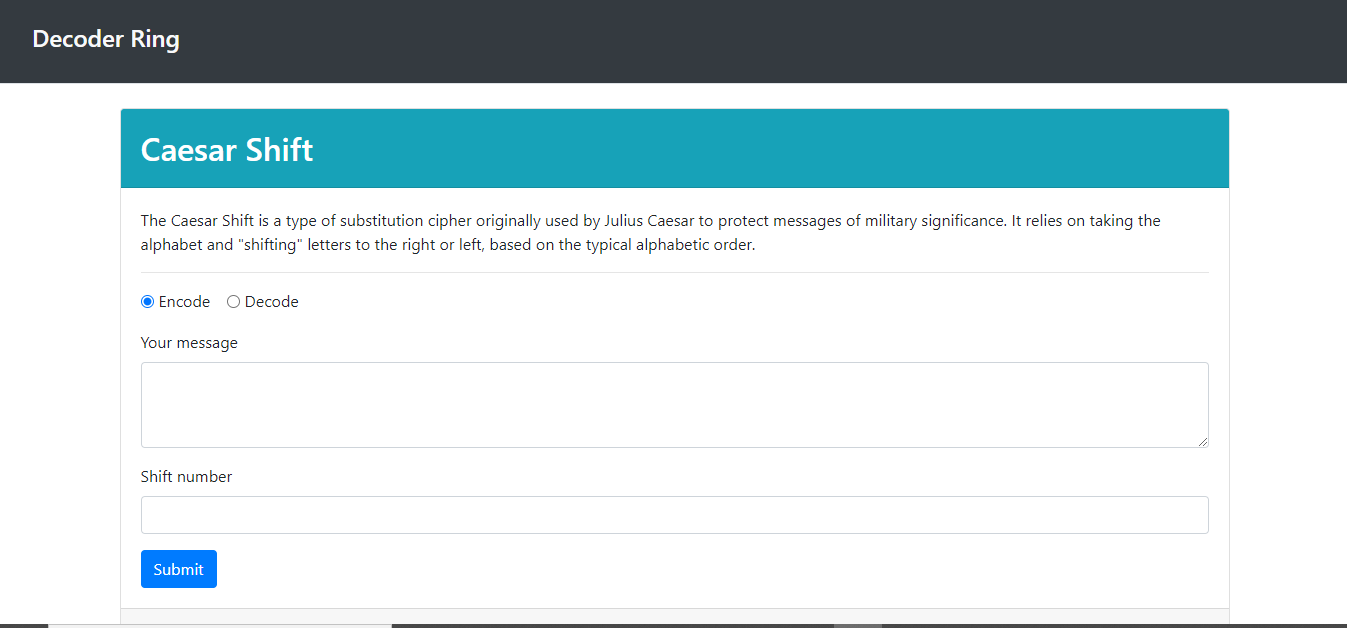 Decoder Ring
Caesar Shift
The Caesar Shift is a type of substitution cipher originally used by Julius Caesar to protect messages of military significance. It relies on taking the
alphabet and "shifting" letters to the right or left, based on the typical alphabetic order.
Encode Decode
Your message
Shift number
Submit